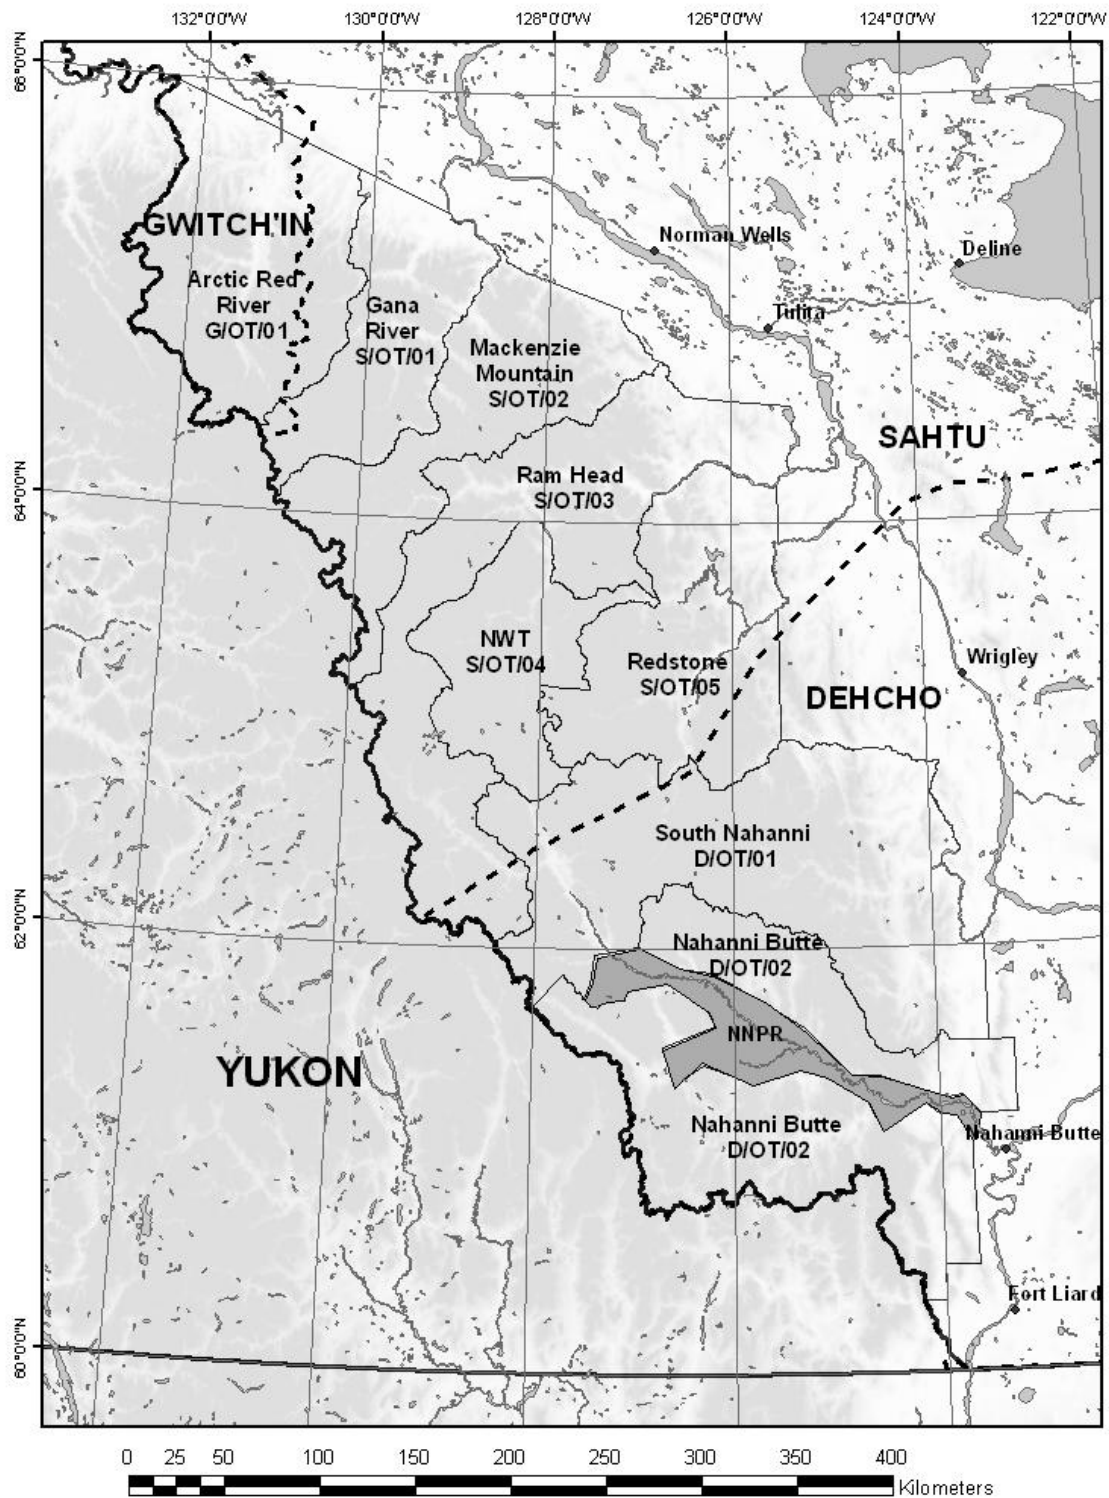 132°0'0"W
130°0'0"W
128°0'0"W
126°0'0"W
124°0'0"W
122°0'0"W
66°0'0"N
64°0'0"N
62°0'0"N
60°0'0"N
GWITCH'IN
Arctic Red
River
G/OT/01
Gana
River
S/OT/01
Mackenzie
Mountain
S/OT/02
Norman Wells
Deline
Tulita
SAHTU
Ram Head
S/OT/03
NWT
S/OT/04
Redstone
S/OT/05
Wrigley
DEHCHO
South Nahanni
D/OT/01
Nahanni Butte
D/OT/02
NNPR
YUKON
Nahanni Butte
D/OT/02
Nahanni Butte
Fort Liard
0 25 50 100 150 200 250 300 350 400
Kilometers